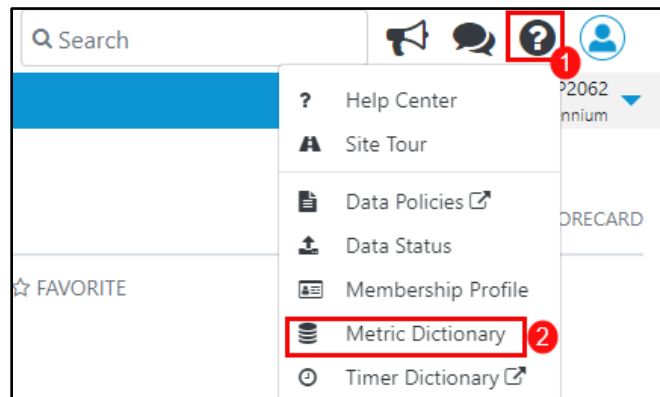 Search
1
? Help Center
P2062
nnium
Site Tour
Data Policies
ORECARD
Data Status
FAVORITE
Membership Profile
Metric Dictionary 2
Timer Dictionary